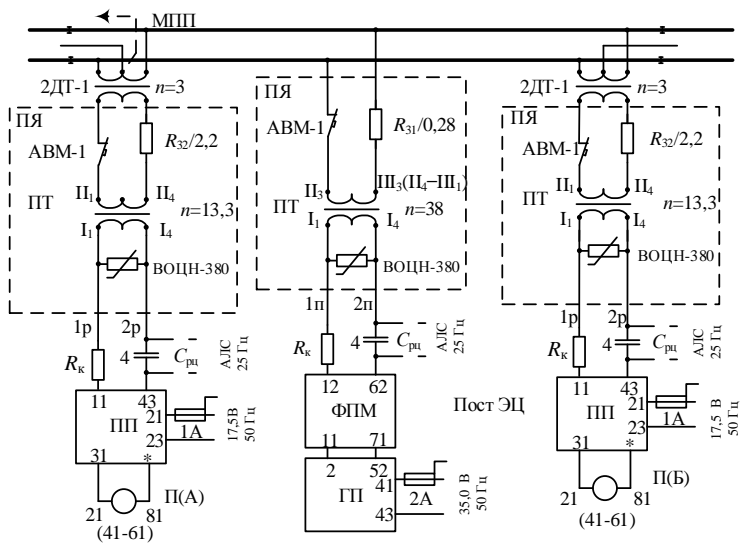 МПП
2ДТ-1 n=3
ПЯ
АВМ-1 R32/2,2
II1 II4
ПТ n=13,3
I1 I4
ВОЦН-380
1р 2р
Rк 4 Cрц
АЛС 25 Гц
11 43
ПП 21
23
1А
17,5В 50 Гц
31 *
21 81
П(А)
(41-61)
ПЯ
АВМ-1 R31/0,28
II3 III3(II4–III1)
ПТ n=38
I1 I4
ВОЦН-380
1п 2п
Rк 4 Cрц
АЛС 25 Гц
12 62
ФПМ
11 71
2 52
ГП 41
43
2А
35,0 В 50 Гц
Пост ЭЦ
2ДТ-1 n=3
ПЯ
АВМ-1 R32/2,2
II1 II4
ПТ n=13,3
I1 I4
ВОЦН-380
1р 2р
Rк 4 Cрц
АЛС 25 Гц
11 43
ПП 21
23
1А
17,5 В 50 Гц
31 *
21 81
П(Б)
(41-61)